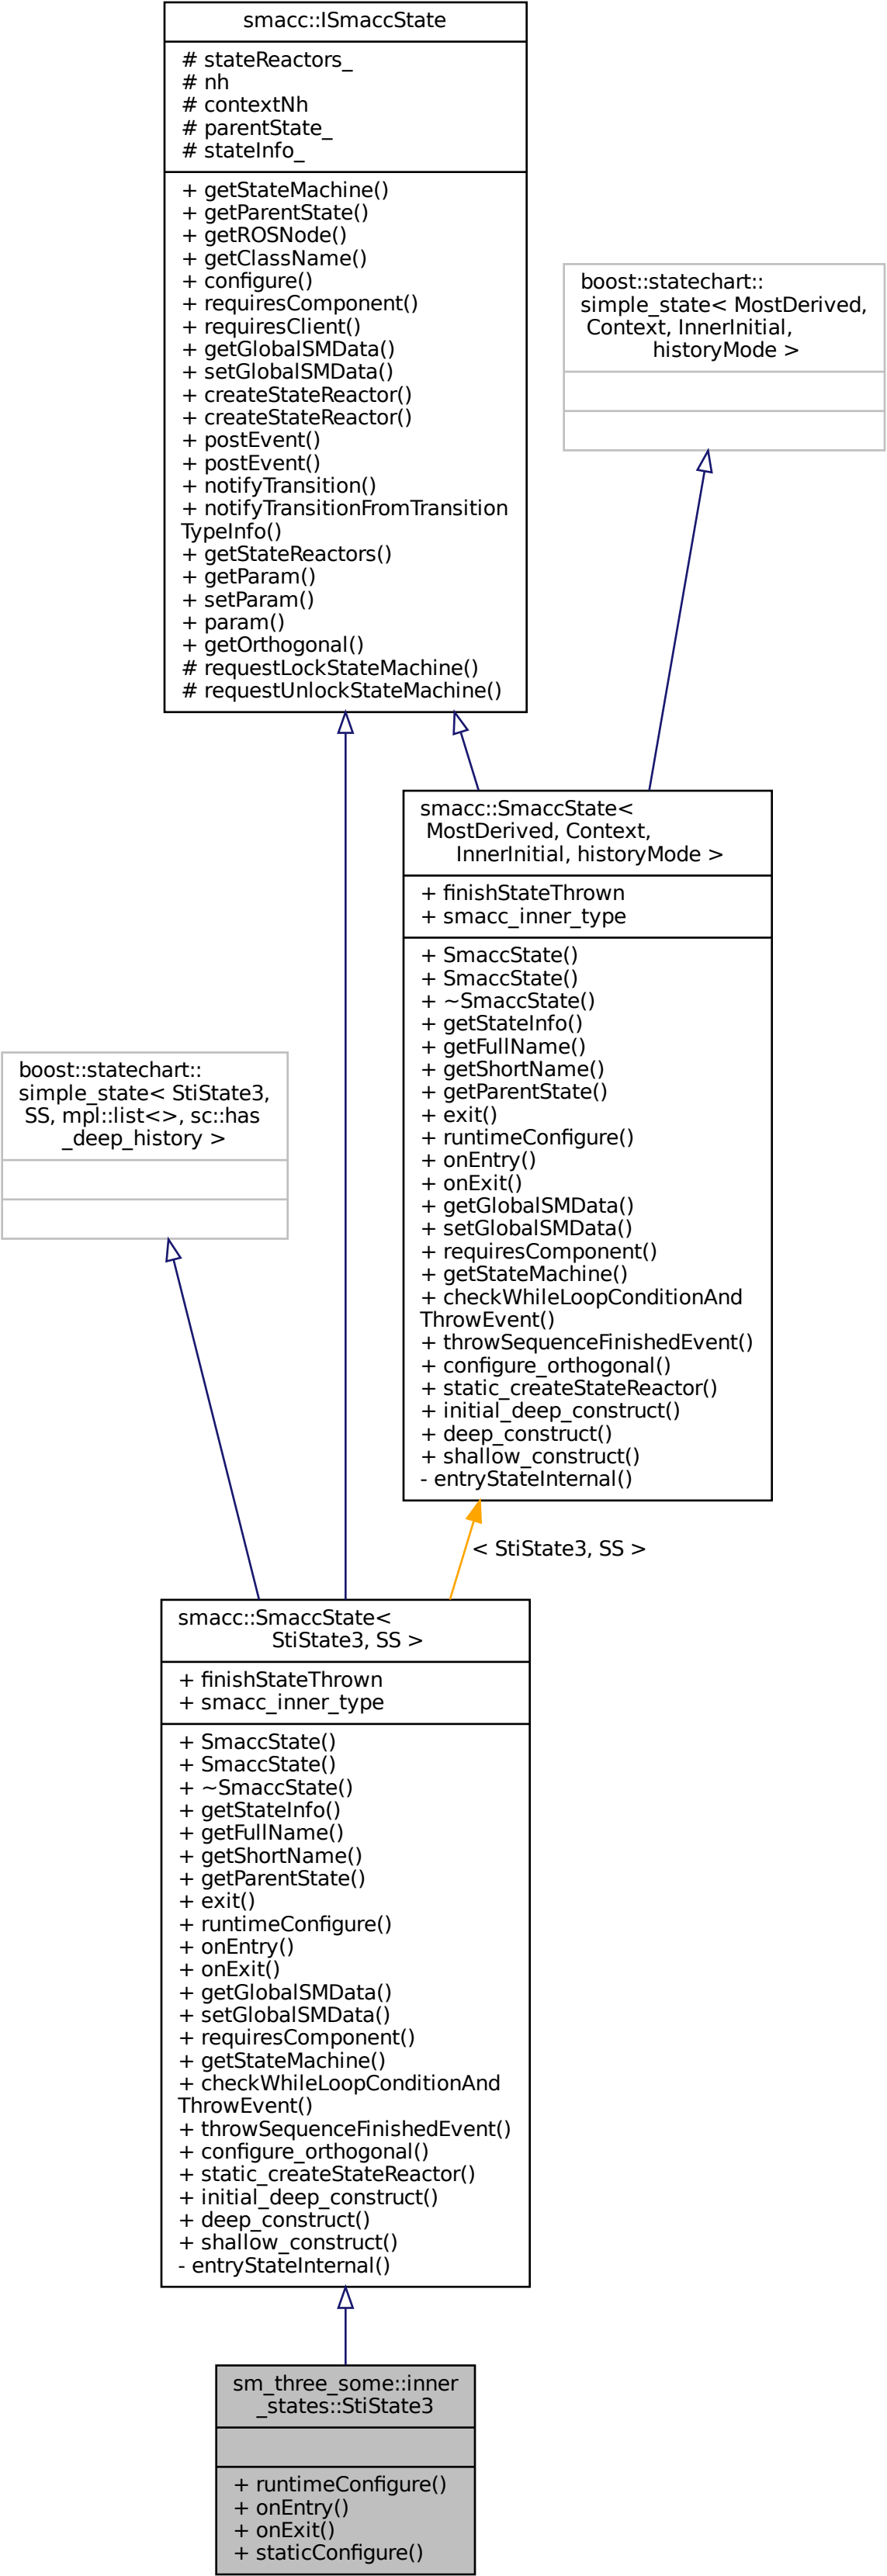 smacc::ISmaccState
# stateReactors_
# nh
# contextNh
# parentState_
# stateInfo_
+ getStateMachine()
+ getParentState()
+ getROSNode()
+ getClassName()
+ configure()
+ requiresComponent()
+ requiresClient()
+ getGlobalSMData()
+ setGlobalSMData()
+ createStateReactor()
+ createStateReactor()
+ postEvent()
+ postEvent()
+ notifyTransition()
+ notifyTransitionFromTransition
TypeInfo()
+ getStateReactors()
+ getParam()
+ setParam()
+ param()
+ getOrthogonal()
# requestLockStateMachine()
# requestUnlockStateMachine()
boost::statechart::
simple_state< MostDerived,
Context, InnerInitial,
historyMode >
smacc::SmaccState<
MostDerived, Context,
InnerInitial, historyMode >
+ finishStateThrown
+ smacc_inner_type
+ SmaccState()
+ SmaccState()
+ ~SmaccState()
+ getStateInfo()
+ getFullName()
+ getShortName()
+ getParentState()
+ exit()
+ runtimeConfigure()
+ onEntry()
+ onExit()
+ getGlobalSMData()
+ setGlobalSMData()
+ requiresComponent()
+ getStateMachine()
+ checkWhileLoopConditionAnd
ThrowEvent()
+ throwSequenceFinishedEvent()
+ configure_orthogonal()
+ static_createStateReactor()
+ initial_deep_construct()
+ deep_construct()
+ shallow_construct()
- entryStateInternal()
boost::statechart::
simple_state< StiState3,
SS, mpl::list<>, sc::has
_deep_history >
< StiState3, SS >
smacc::SmaccState<
StiState3, SS >
+ finishStateThrown
+ smacc_inner_type
+ SmaccState()
+ SmaccState()
+ ~SmaccState()
+ getStateInfo()
+ getFullName()
+ getShortName()
+ getParentState()
+ exit()
+ runtimeConfigure()
+ onEntry()
+ onExit()
+ getGlobalSMData()
+ setGlobalSMData()
+ requiresComponent()
+ getStateMachine()
+ checkWhileLoopConditionAnd
ThrowEvent()
+ throwSequenceFinishedEvent()
+ configure_orthogonal()
+ static_createStateReactor()
+ initial_deep_construct()
+ deep_construct()
+ shallow_construct()
- entryStateInternal()
sm_three_some::inner
_states::StiState3
+ runtimeConfigure()
+ onEntry()
+ onExit()
+ staticConfigure()